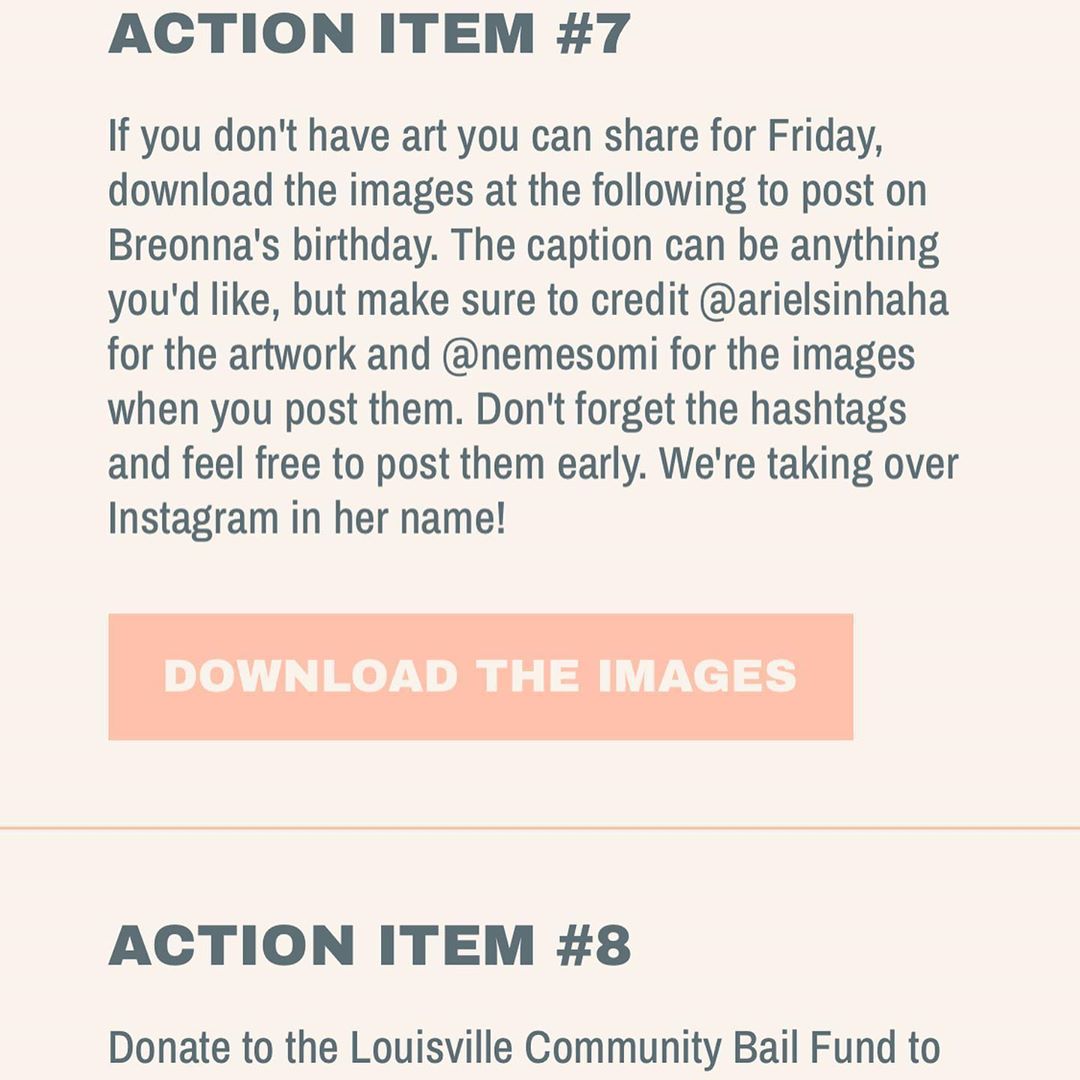 ACTION ITEM #7
If you don't have art you can share for Friday,
download the images at the following to post on
Breonna's birthday. The caption can be anything
you'd like, but make sure to credit @arielsinhaha
for the artwork and @nemesomi for the images
when you post them. Don't forget the hashtags
and feel free to post them early. We're taking over
Instagram in her name!
DOWNLOAD THE IMAGES
ACTION ITEM #8
Donate to the Louisville Community Bail Fund to